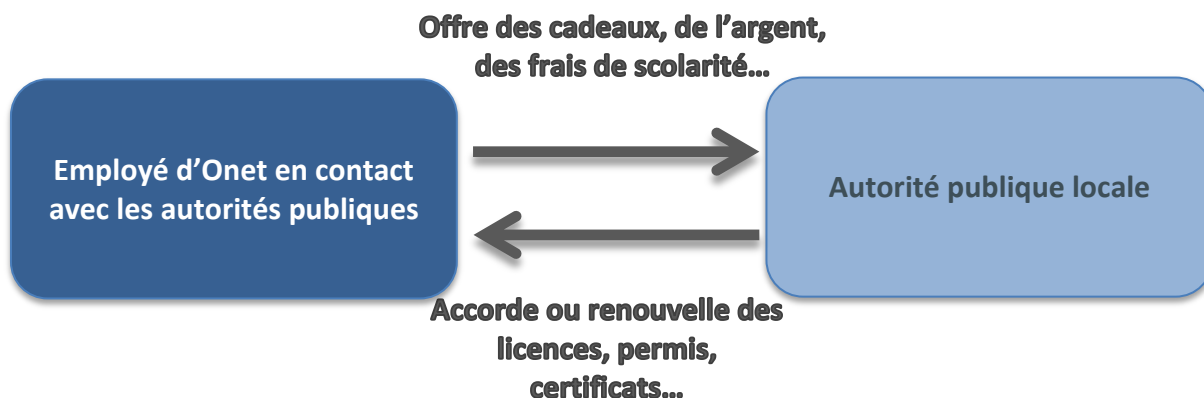 Offre des cadeaux, de l’argent,
des frais de scolarité…
Employé d’Onet en contact
avec les autorités publiques
Autorité publique locale
Accorde ou renouvelle des
licences, permis,
certificats…